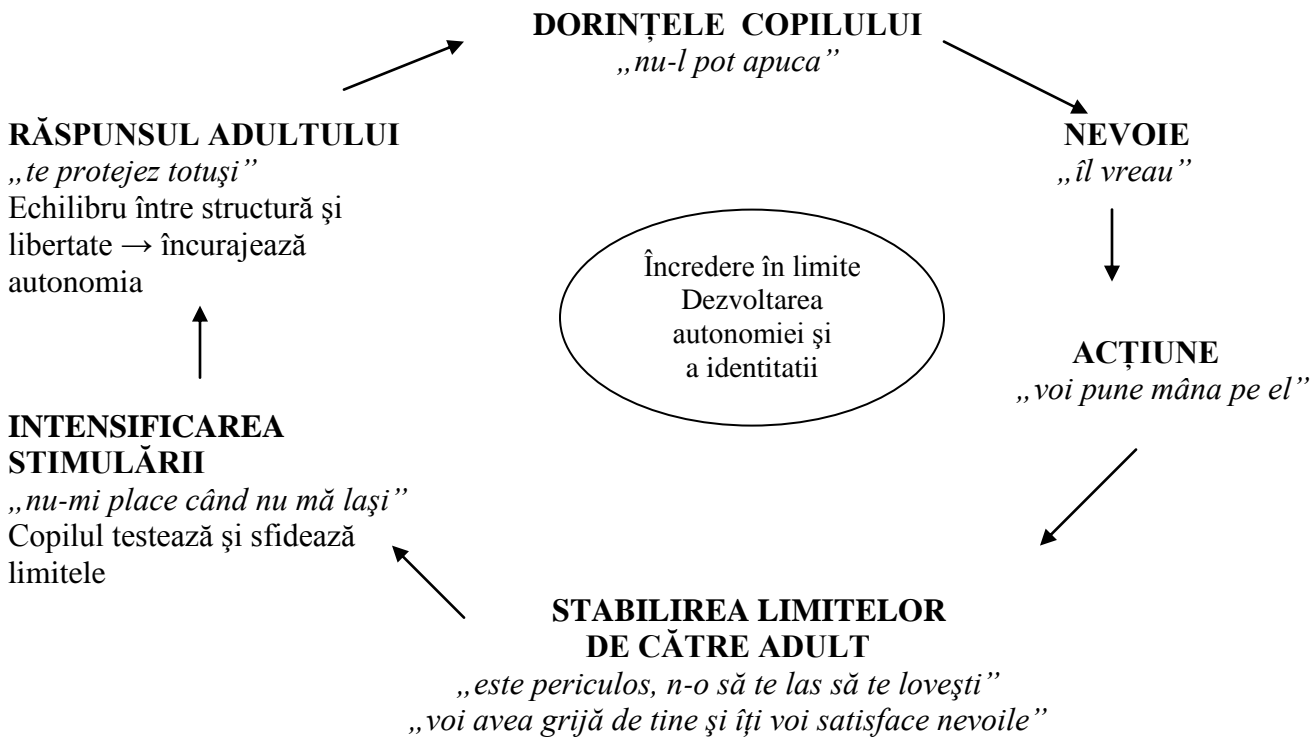 DORINȚELE COPILULUI
„nu-l pot apuca”
NEVOIE
„îl vreau”
ACȚIUNE
„voi pune mâna pe el”
STABILIREA LIMITELOR
DE CĂTRE ADULT
„este periculos, n-o să te las să te loveşti”
„voi avea grijă de tine şi îți voi satisface nevoile”
INTENSIFICAREA
STIMULĂRII
„nu-mi place când nu mă laşi”
Copilul testează şi sfidează
limitele
RĂSPUNSUL ADULTULUI
„te protejez totuşi”
Echilibru între structură şi
libertate → încurajează
autonomia
Încredere în limite
Dezvoltarea
autonomiei şi
a identitatii